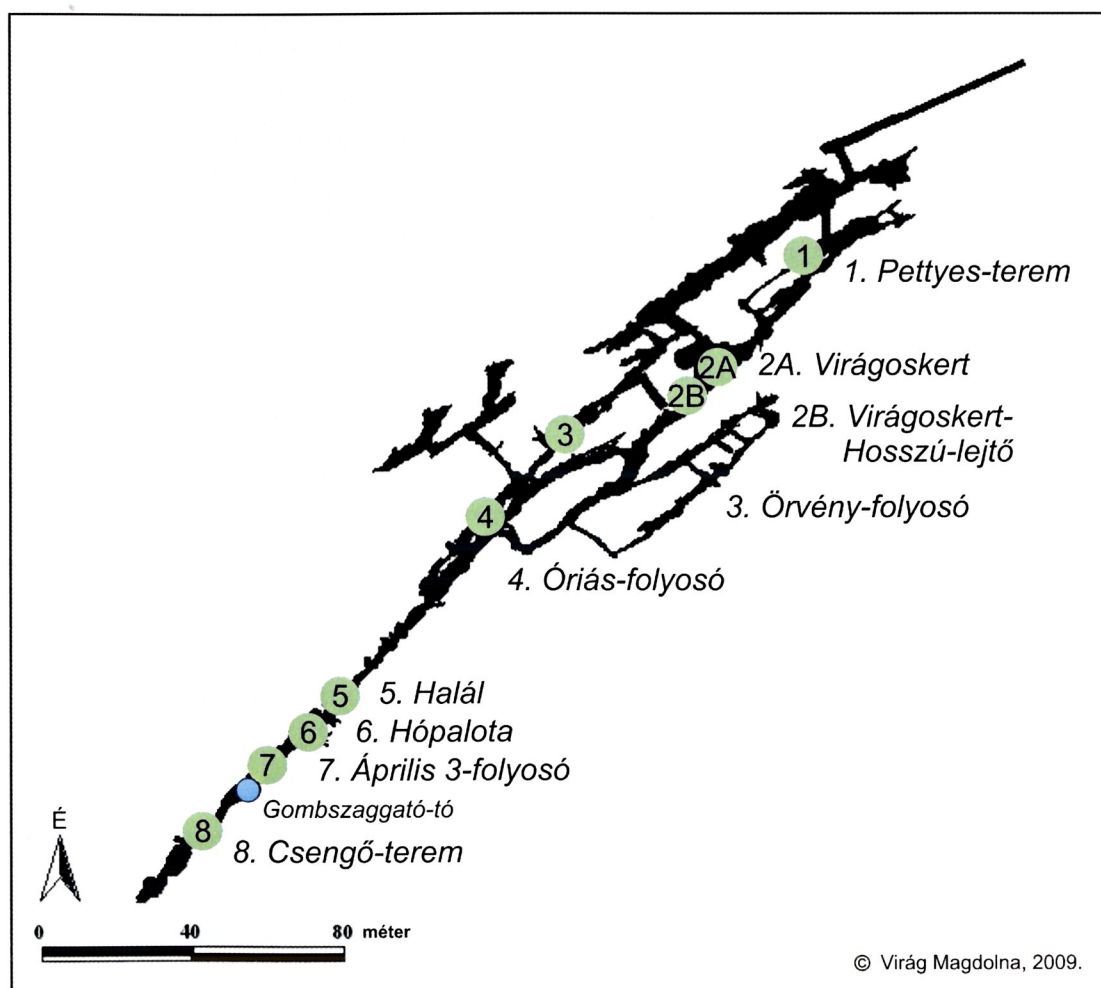 1
1. Pettyes-terem
2A
2A. Virágoskert
2B
2B. Virágoskert-
Hosszú-lejtő
3
3. Örvény-folyosó
4
4. Óriás-folyosó
5
5. Halál
6
6. Hópalota
7
7. Április 3-folyosó
Gombszaggató-tó
8
8. Csengő-terem
É
0 40 80 méter
© Virág Magdolna, 2009.